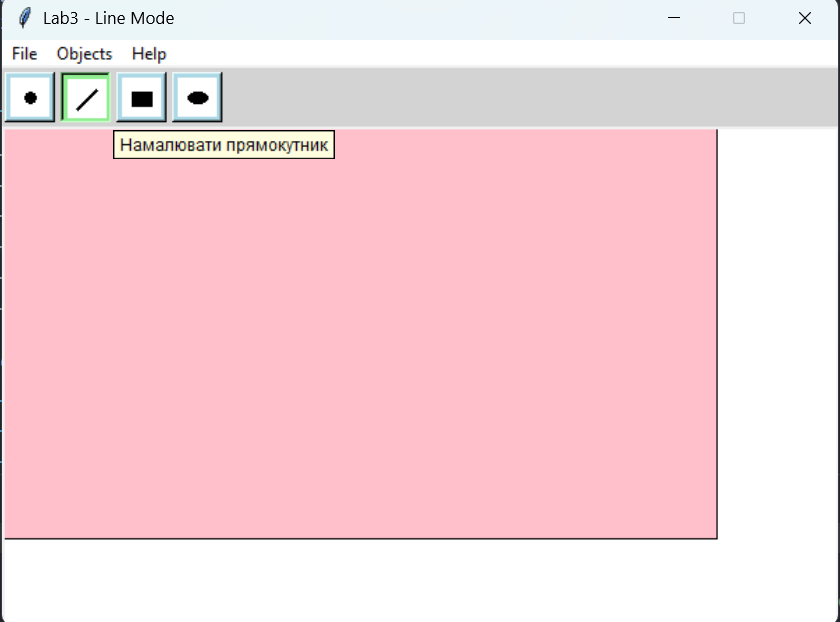 Lab3 - Line Mode
File Objects Help
Намалювати прямокутник